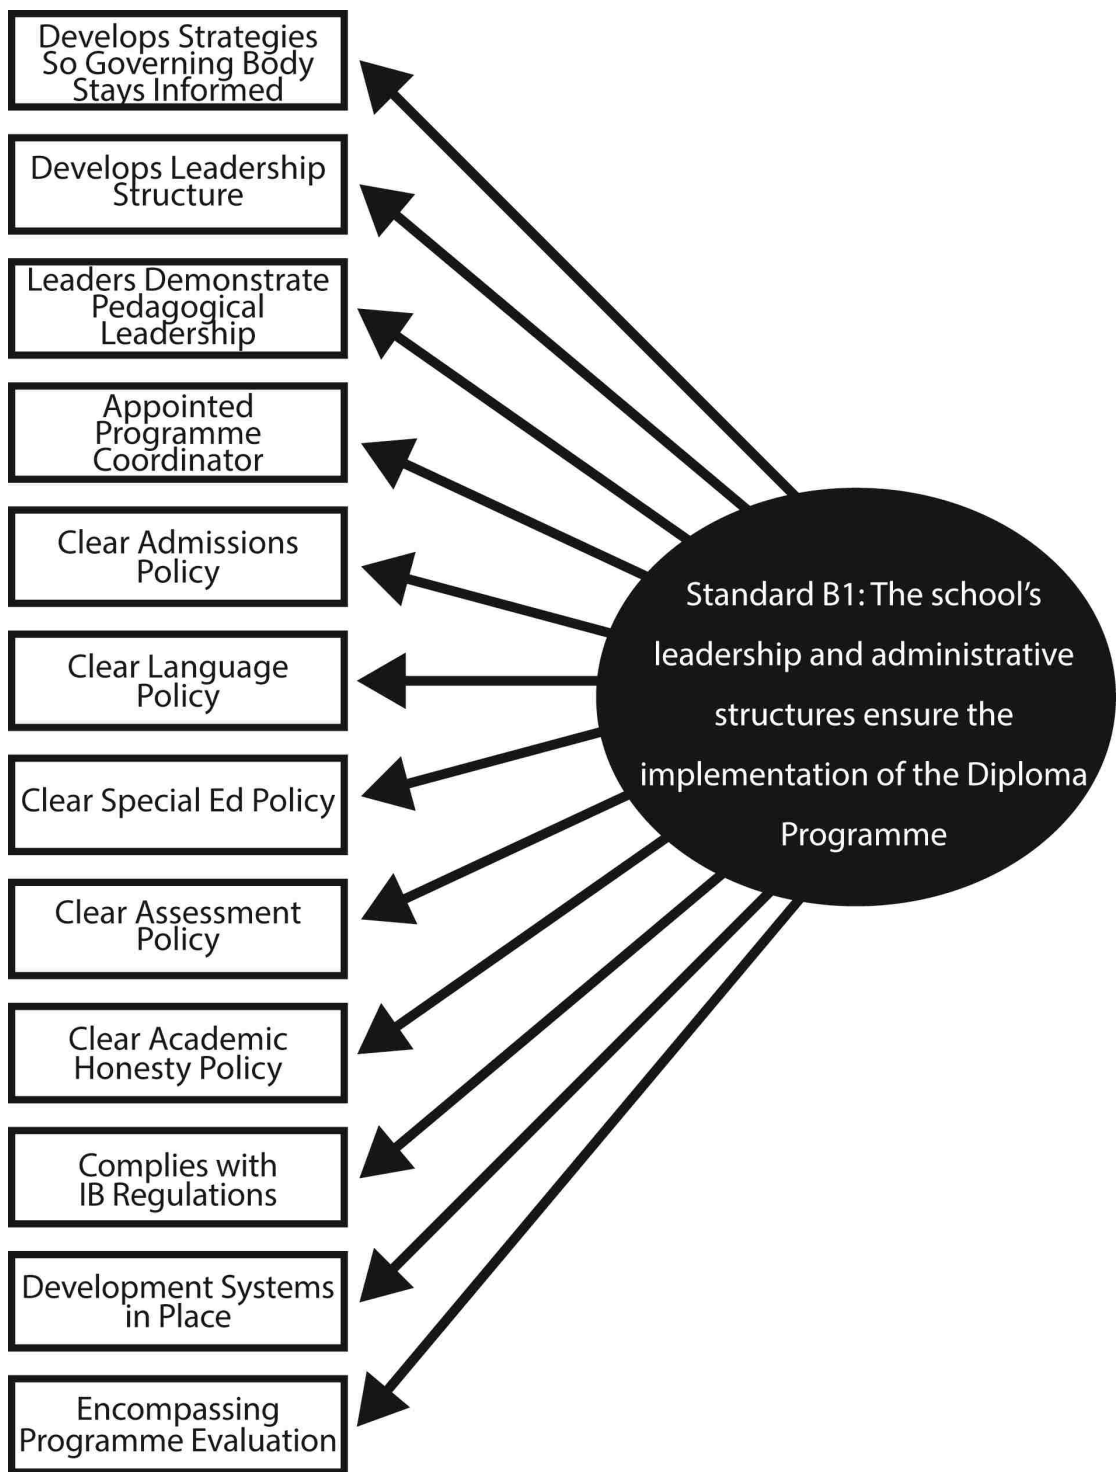 Develops Strategies
So Governing Body
Stays Informed
Develops Leadership
Structure
Leaders Demonstrate
Pedagogical
Leadership
Appointed
Programme
Coordinator
Clear Admissions
Policy
Clear Language
Policy
Clear Special Ed Policy
Clear Assessment
Policy
Clear Academic
Honesty Policy
Complies with
IB Regulations
Development Systems
in Place
Encompassing
Programme Evaluation
Standard B1: The school’s
leadership and administrative
structures ensure the
implementation of the Diploma
Programme